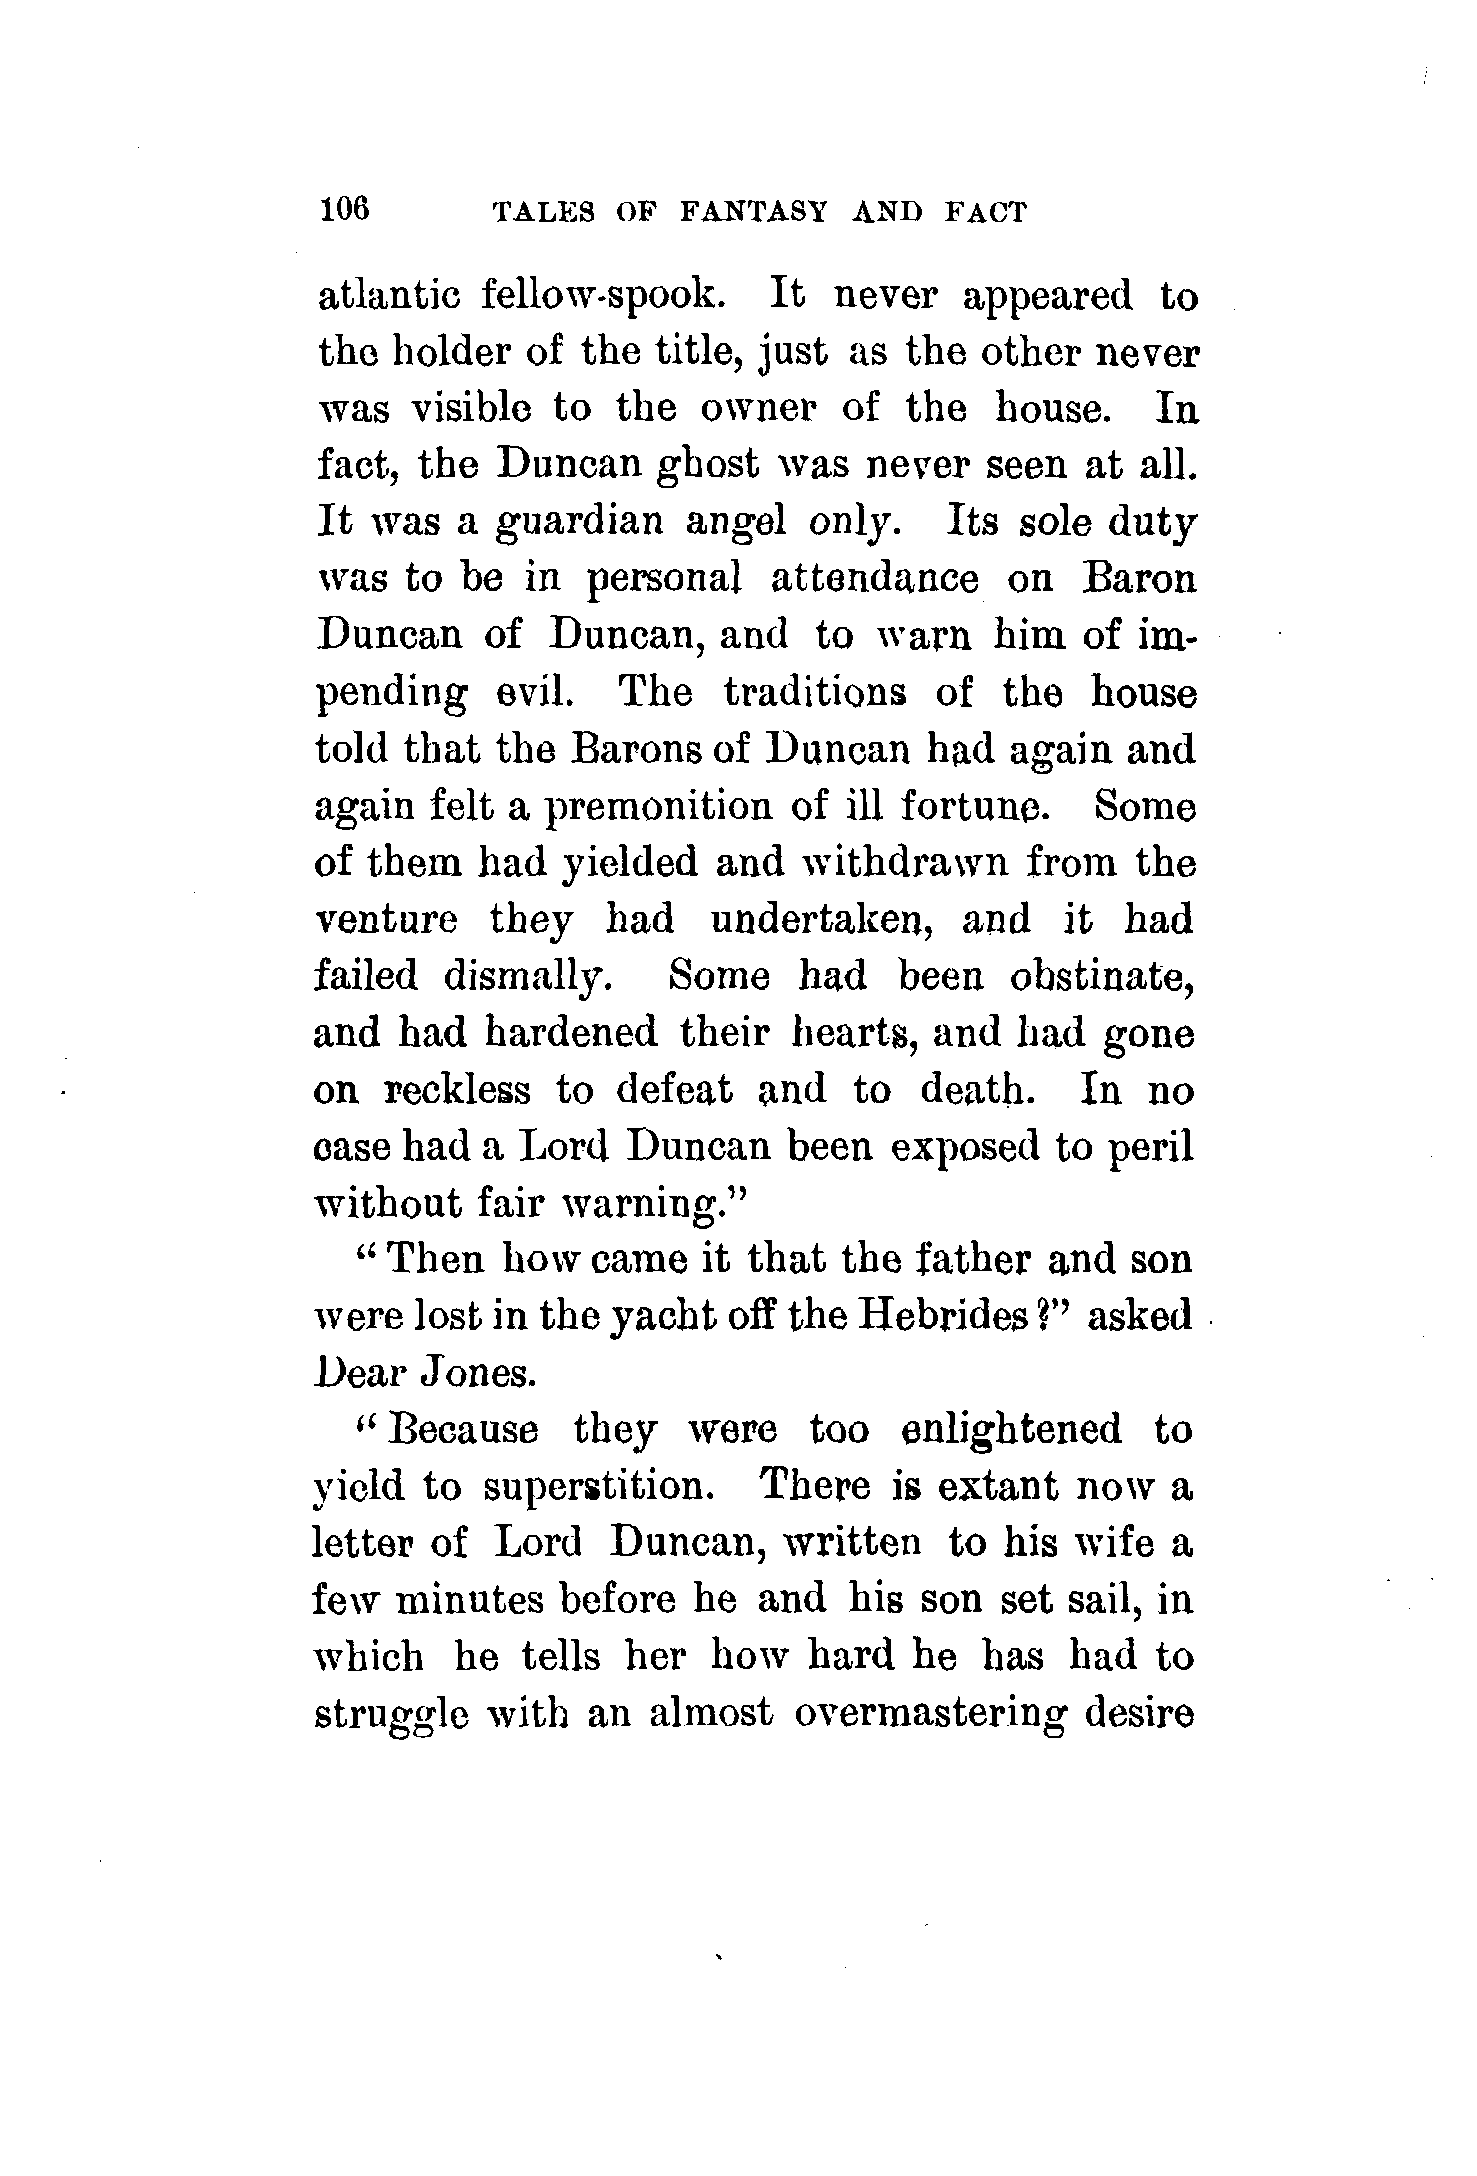 106 TALES OF FANTASY AND FACT
atlantic fellow-spook. It never appeared to
the holder of the title, just as the other never
was visible to the owner of the house. In
fact, the Duncan ghost was never seen at all.
It was a guardian angel only. Its sole duty
was to be in personal attendance on Baron
Duncan of Duncan, and to warn him of im-
pending evil. The traditions of the house
told that the Barons of Duncan had again and
again felt a premonition of ill fortune. Some
of them had yielded and withdrawn from the
venture they had undertaken, and it had
failed dismally. Some had been obstinate,
and had hardened their hearts, and had gone
on reckless to defeat and to death. In no
case had a Lord Duncan been exposed to peril
without fair warning."
"Then how came it that the father and son
were lost in the yacht off the Hebrides?" asked
Dear Jones.
"Because they were too enlightened to
yield to superstition. There is extant now a
letter of Lord Duncan, written to his wife a
few minutes before he and his son set sail, in
which he tells her how hard he has had to
struggle with an almost overmastering desire